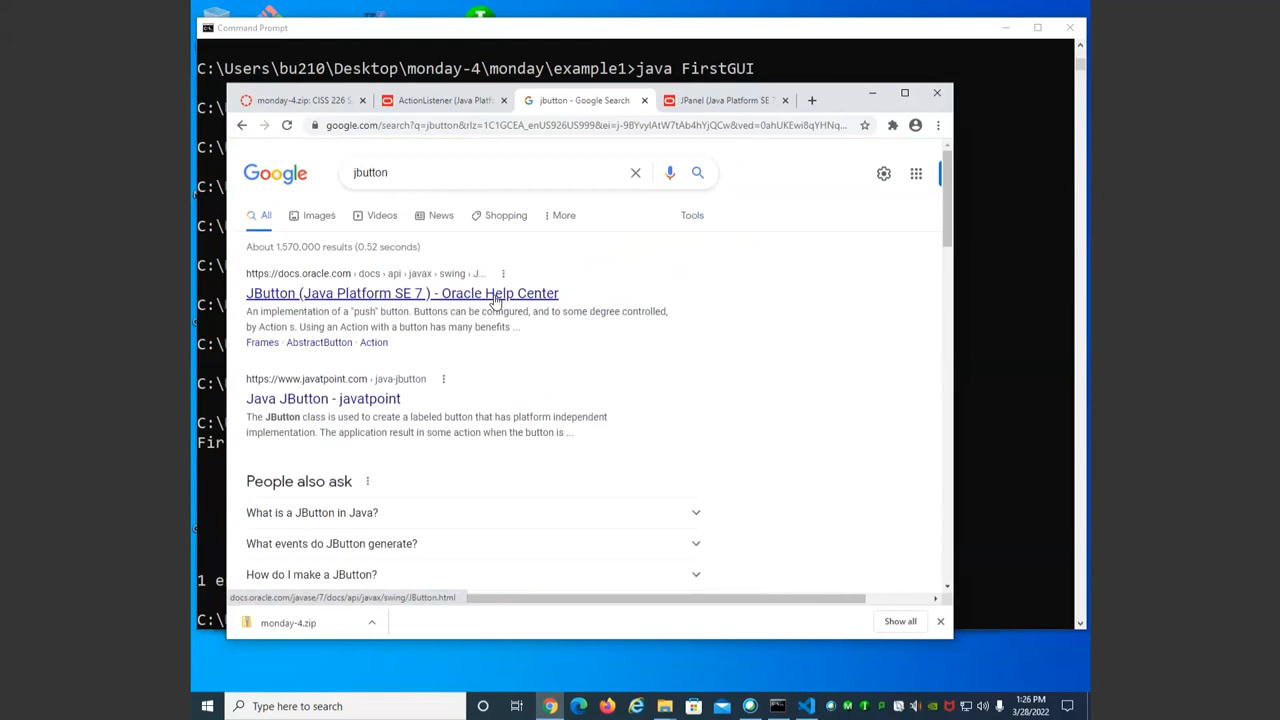 Command Prompt
C:\Users\bu210\Desktop\monday-4\monday\example1>java FirstGUI
monday-4.zip: CISS 226 S
ActionListener (Java Platf
jbutton - Google Search
JPanel (Java Platform SE 7
google.com/search?q=jbutton&rlz=1C1GCEA_enUS926US999&ei=j-9BYvylAtW7tAb4hYjQCw&ved=0ahUKEwi8qYHNq...
Google
jbutton
All
Images
Videos
News
Shopping
More
Tools
About 1,570,000 results (0.52 seconds)
https://docs.oracle.com › docs › api › javax › swing › J...
JButton (Java Platform SE 7 ) - Oracle Help Center
An implementation of a "push" button. Buttons can be configured, and to some degree controlled,
by Action s. Using an Action with a button has many benefits ...
Frames · AbstractButton · Action
https://www.javatpoint.com › java-jbutton
Java JButton - javatpoint
The JButton class is used to create a labeled button that has platform independent
implementation. The application result in some action when the button is ...
People also ask
What is a JButton in Java?
What events do JButton generate?
How do I make a JButton?
docs.oracle.com/javase/7/docs/api/javax/swing/JButton.html
monday-4.zip
Show all
C:\
C:\
C:\
C:\
C:\
C:\
C:\
C:\
C:\
Fir
1 e
C:\
Type here to search
1:26 PM
3/28/2022